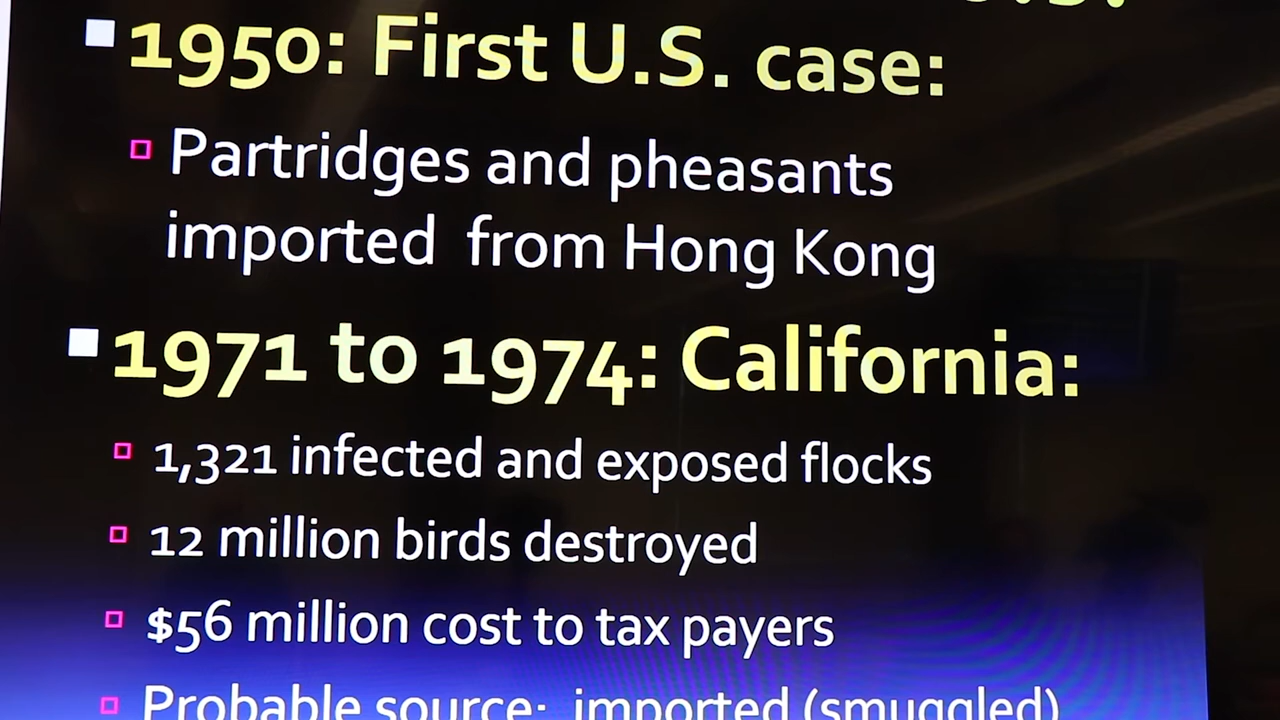 1950: First U.S. case:
Partridges and pheasants
imported from Hong Kong
1971 to 1974: California:
1,321 infected and exposed flocks
12 million birds destroyed
$56 million cost to tax payers
Probable source: imported (smuggled)